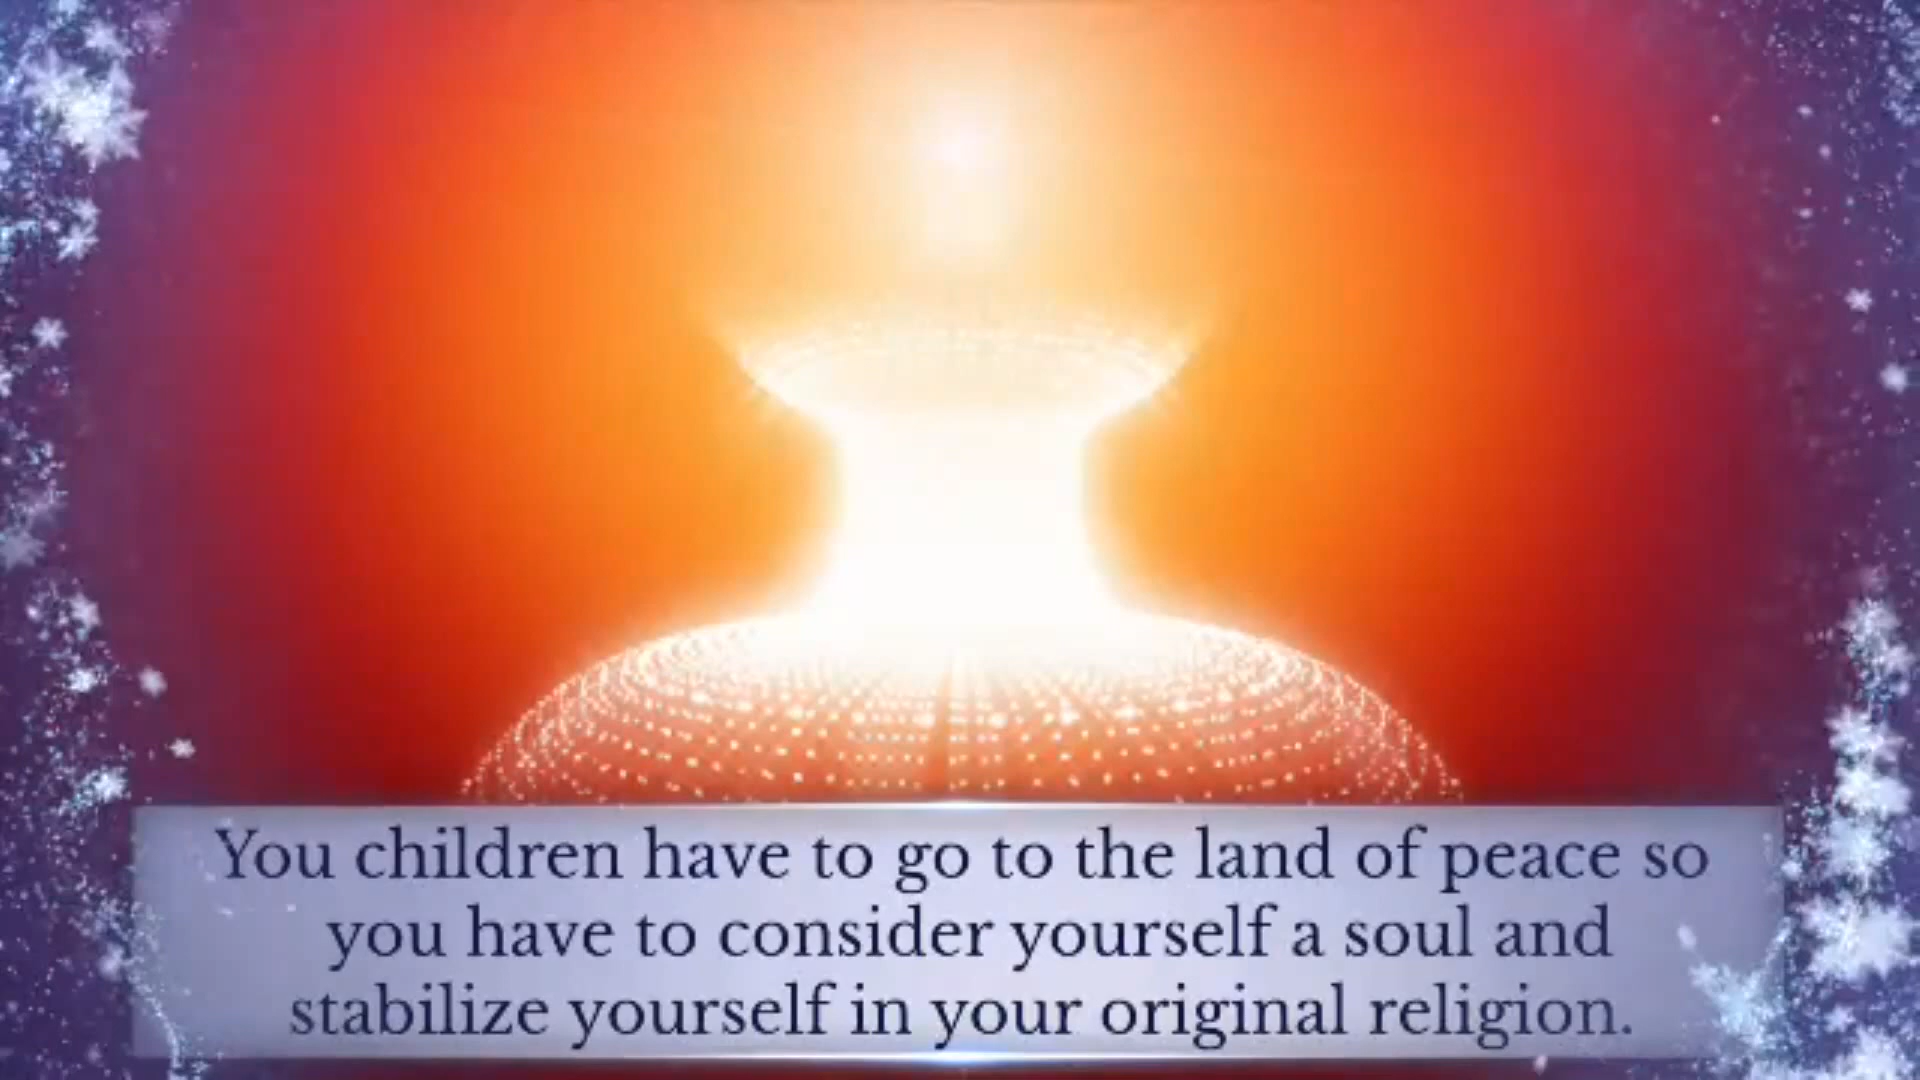 You children have to go to the land of peace so
you have to consider yourself a soul and
stabilize yourself in your original religion.